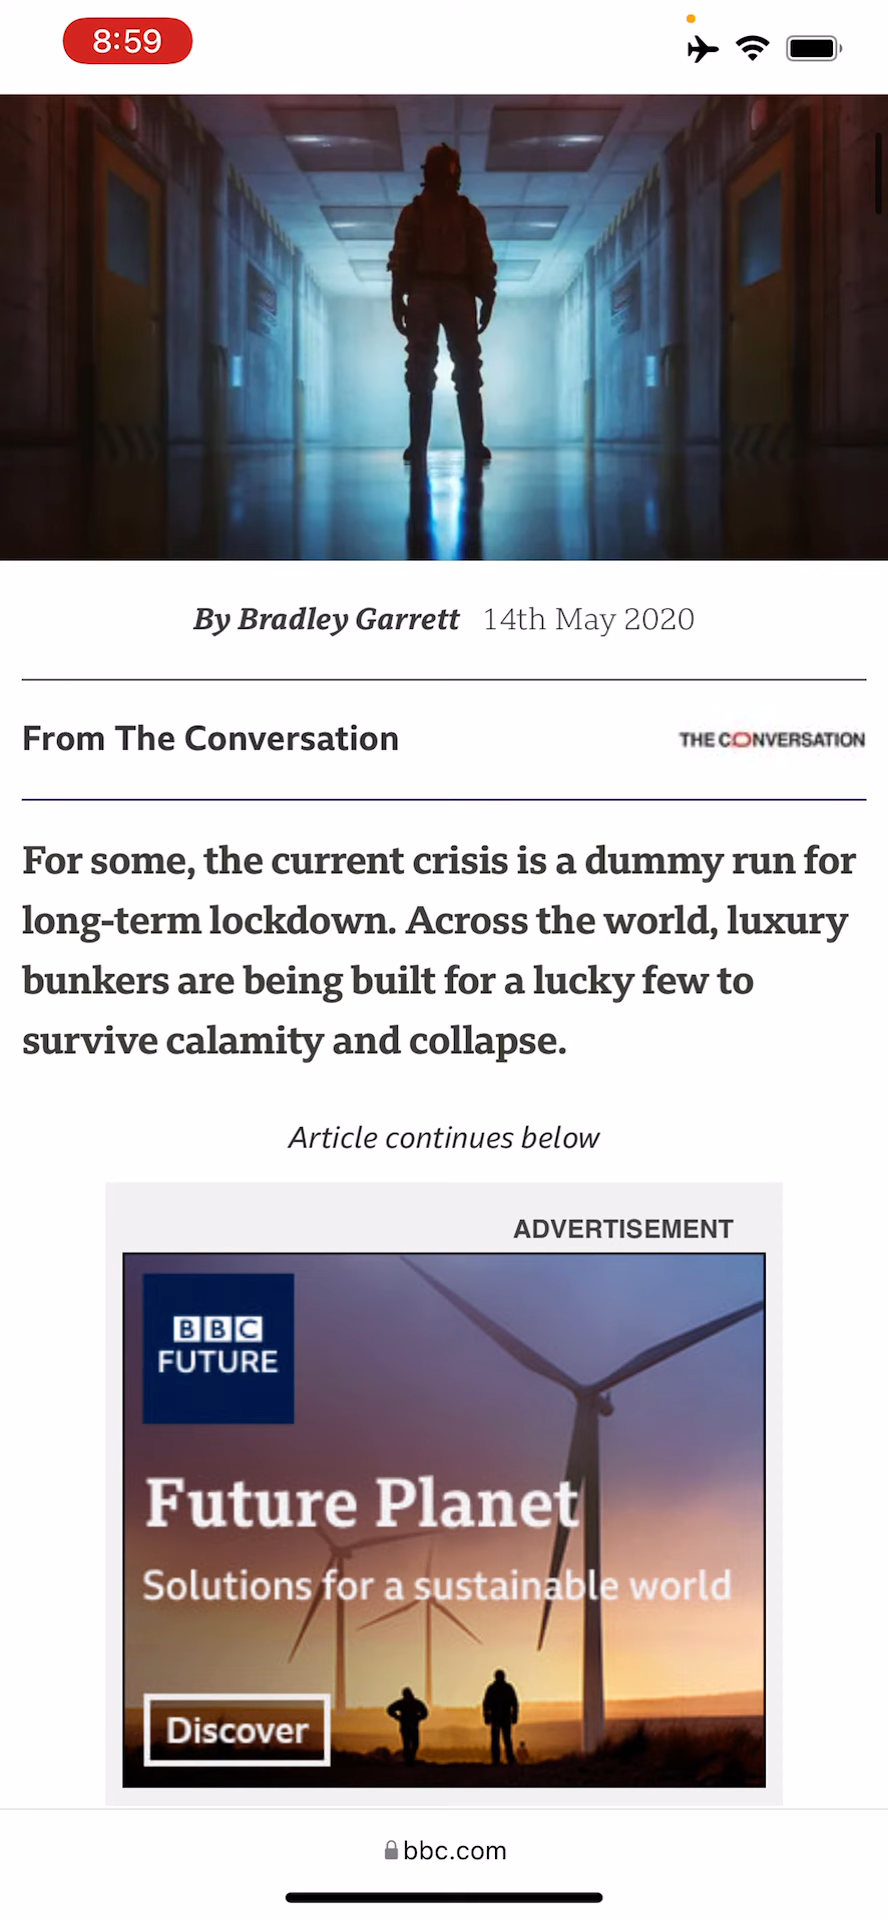 8:59
By Bradley Garrett 14th May 2020
From The Conversation
THE CONVERSATION
For some, the current crisis is a dummy run for
long-term lockdown. Across the world, luxury
bunkers are being built for a lucky few to
survive calamity and collapse.
Article continues below
ADVERTISEMENT
BBC
FUTURE
Future Planet
Solutions for a sustainable world
Discover
bbc.com